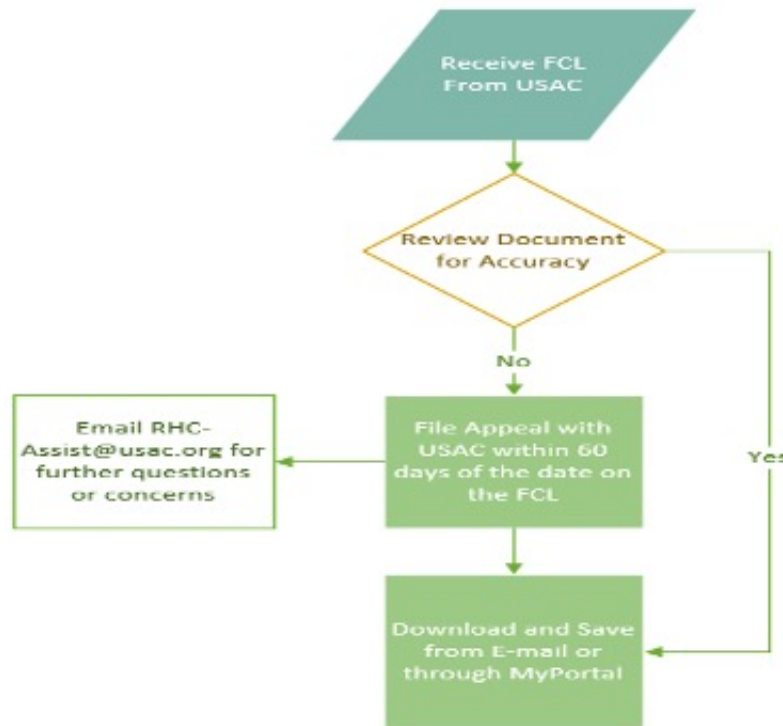 Receive FCL
From USAC
Review Document
for Accuracy
No
Yes
Email RHC-
Assist@usac.org for
further questions
or concerns
File Appeal with
USAC within 60
days of the date on
the FCL
Download and Save
from E-mail or
through MyPortal